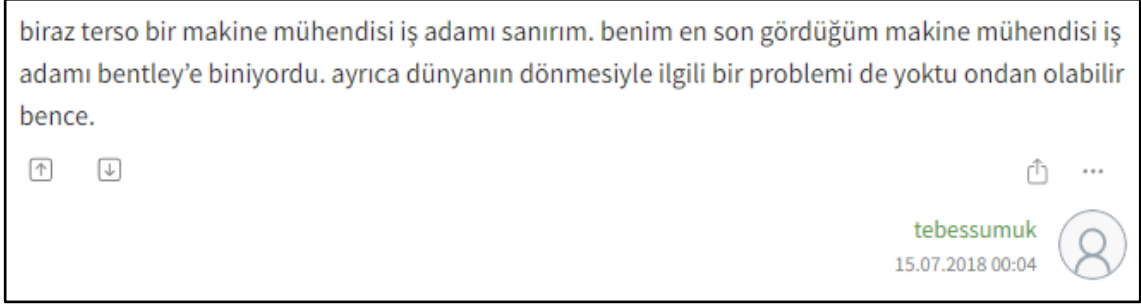 biraz terso bir makine mühendisi iş adamı sanırım. benim en son gördüğüm makine mühendisi iş
adamı bentley’e biniyordu. ayrıca dünyanın dönmesiyle ilgili bir problemi de yoktu ondan olabilir
bence.
tebessumuk
15.07.2018 00:04